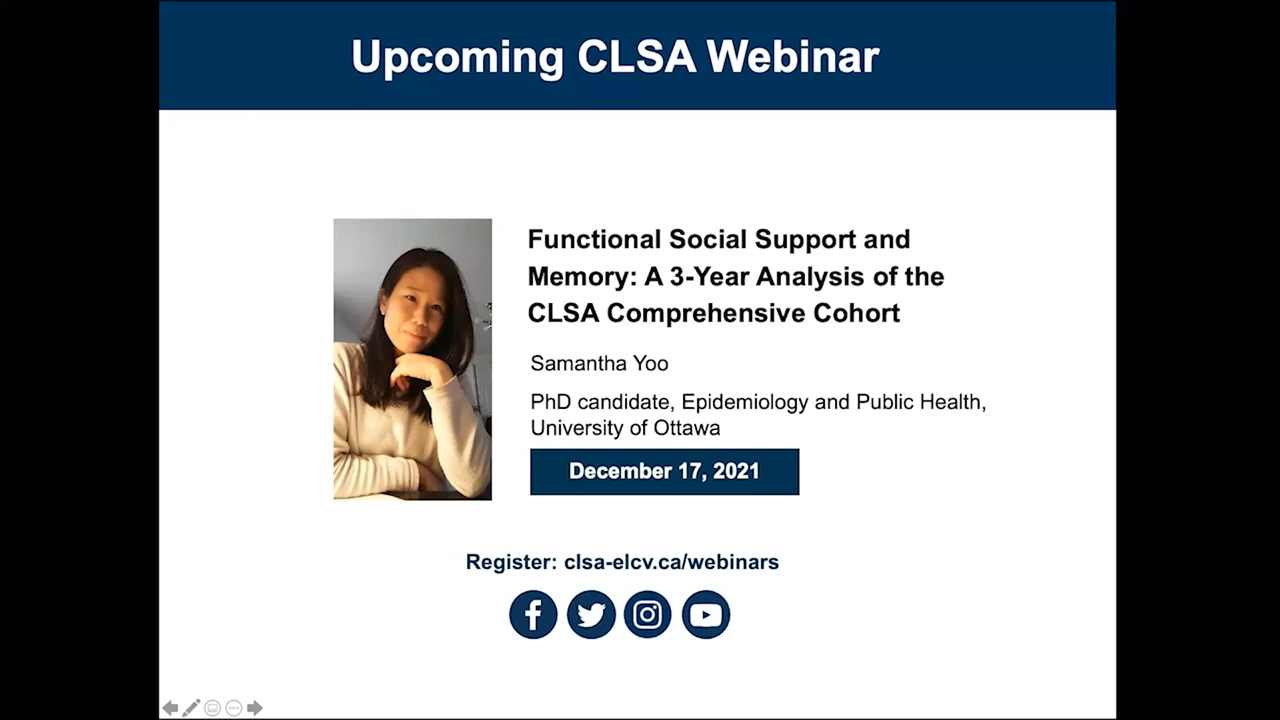 Upcoming CLSA Webinar
Functional Social Support and
Memory: A 3-Year Analysis of the
CLSA Comprehensive Cohort
Samantha Yoo
PhD candidate, Epidemiology and Public Health,
University of Ottawa
December 17, 2021
Register: clsa-elcv.ca/webinars